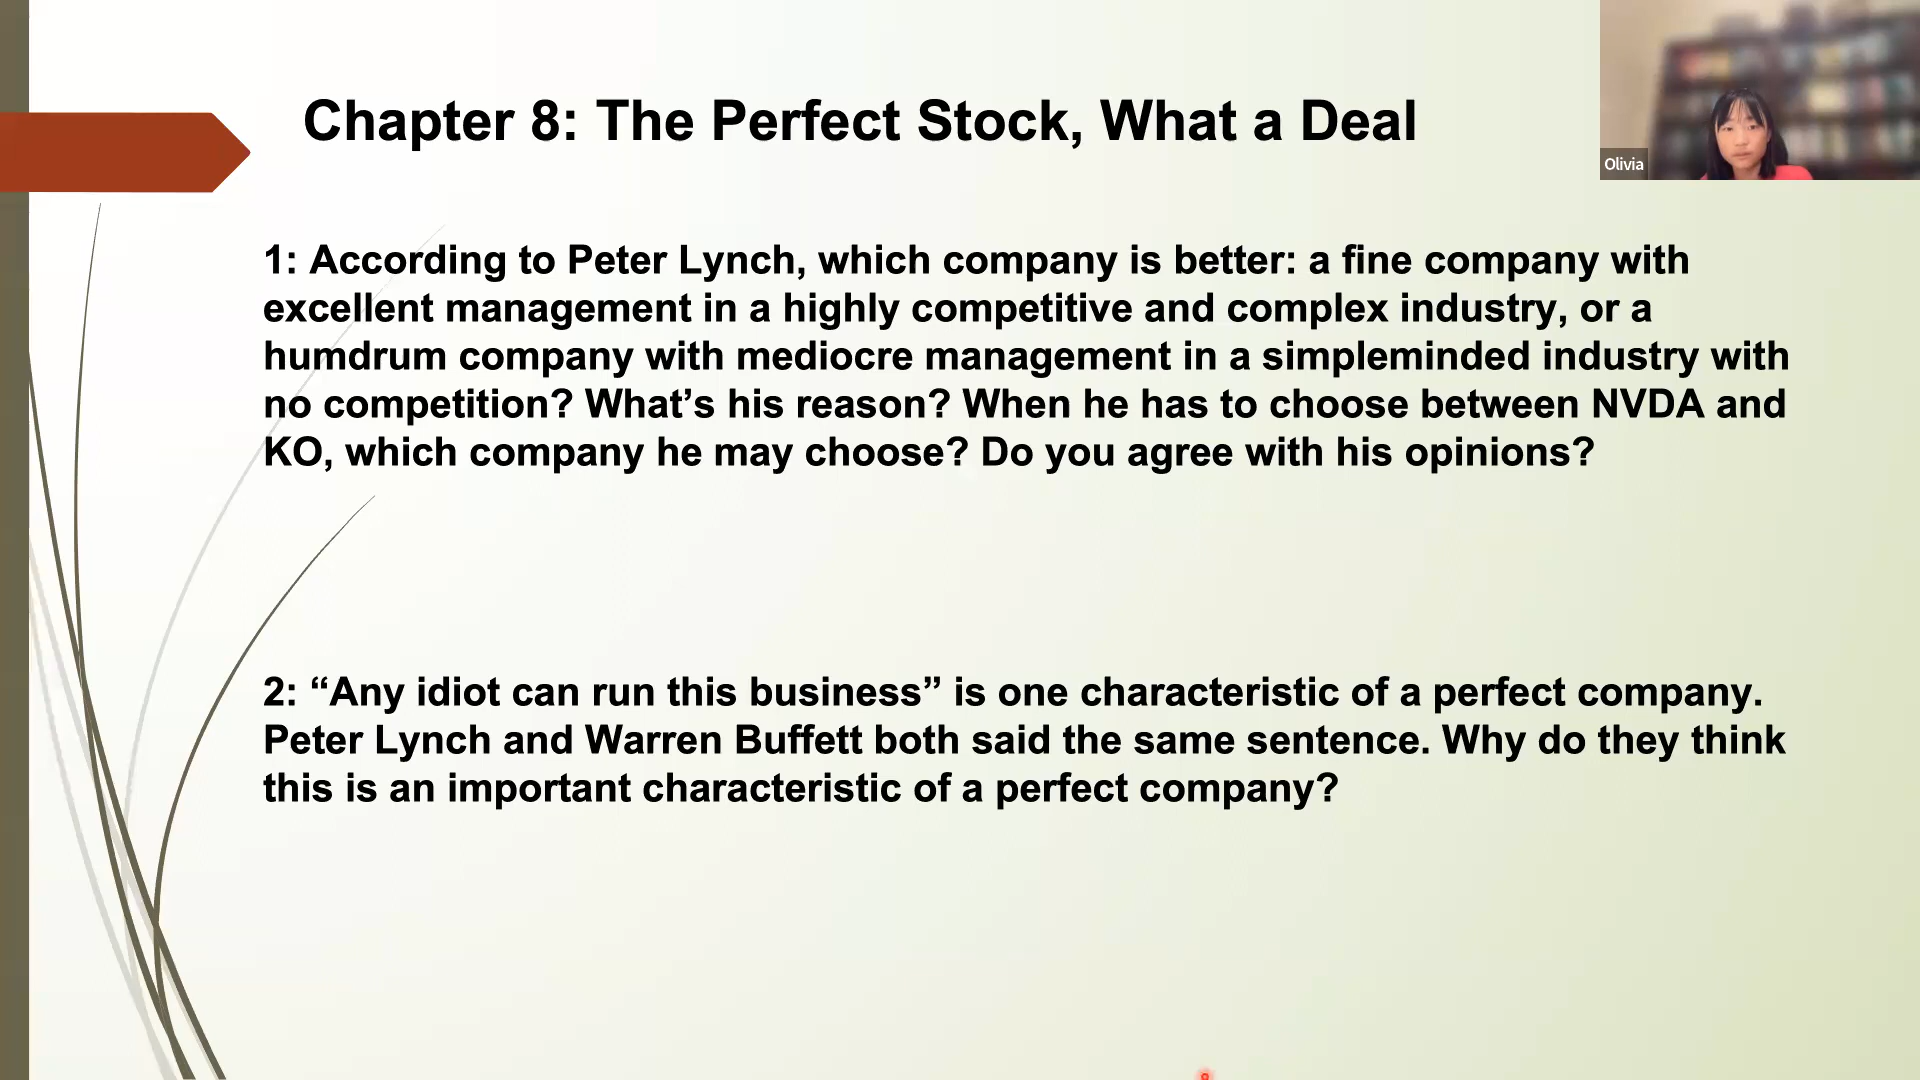 Chapter 8: The Perfect Stock, What a Deal
Olivia
1: According to Peter Lynch, which company is better: a fine company with
excellent management in a highly competitive and complex industry, or a
humdrum company with mediocre management in a simpleminded industry with
no competition? What’s his reason? When he has to choose between NVDA and
KO, which company he may choose? Do you agree with his opinions?
2: “Any idiot can run this business” is one characteristic of a perfect company.
Peter Lynch and Warren Buffett both said the same sentence. Why do they think
this is an important characteristic of a perfect company?